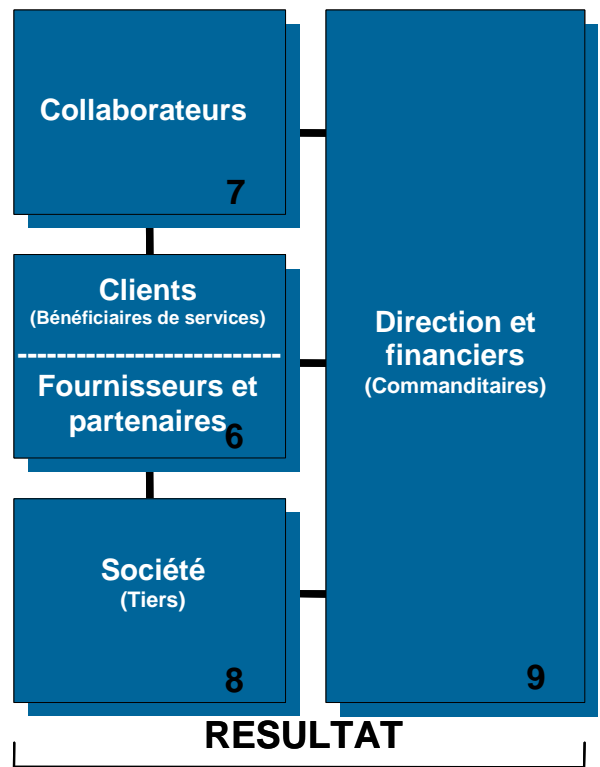 Collaborateurs
7
Clients
(Bénéficiaires de services)
Fournisseurs et
partenaires
6
Société
(Tiers)
8
Direction et
financiers
(Commanditaires)
9
RESULTAT